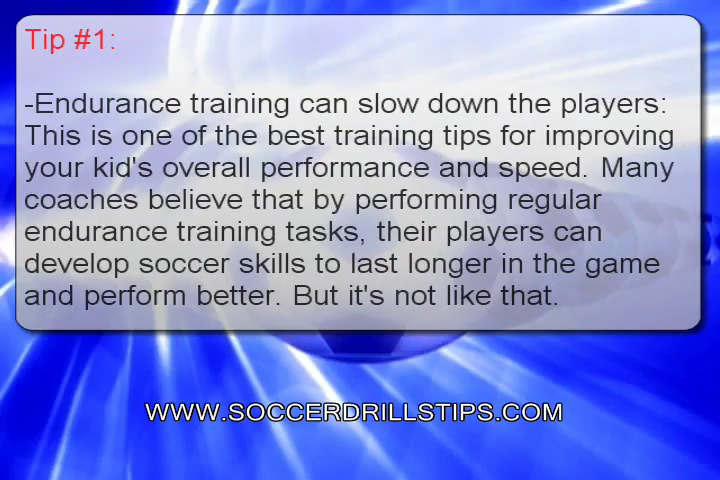 Tip #1:
-Endurance training can slow down the players:
This is one of the best training tips for improving
your kid's overall performance and speed. Many
coaches believe that by performing regular
endurance training tasks, their players can
develop soccer skills to last longer in the game
and perform better. But it's not like that.
WWW.SOCCERDRILLSTIPS.COM